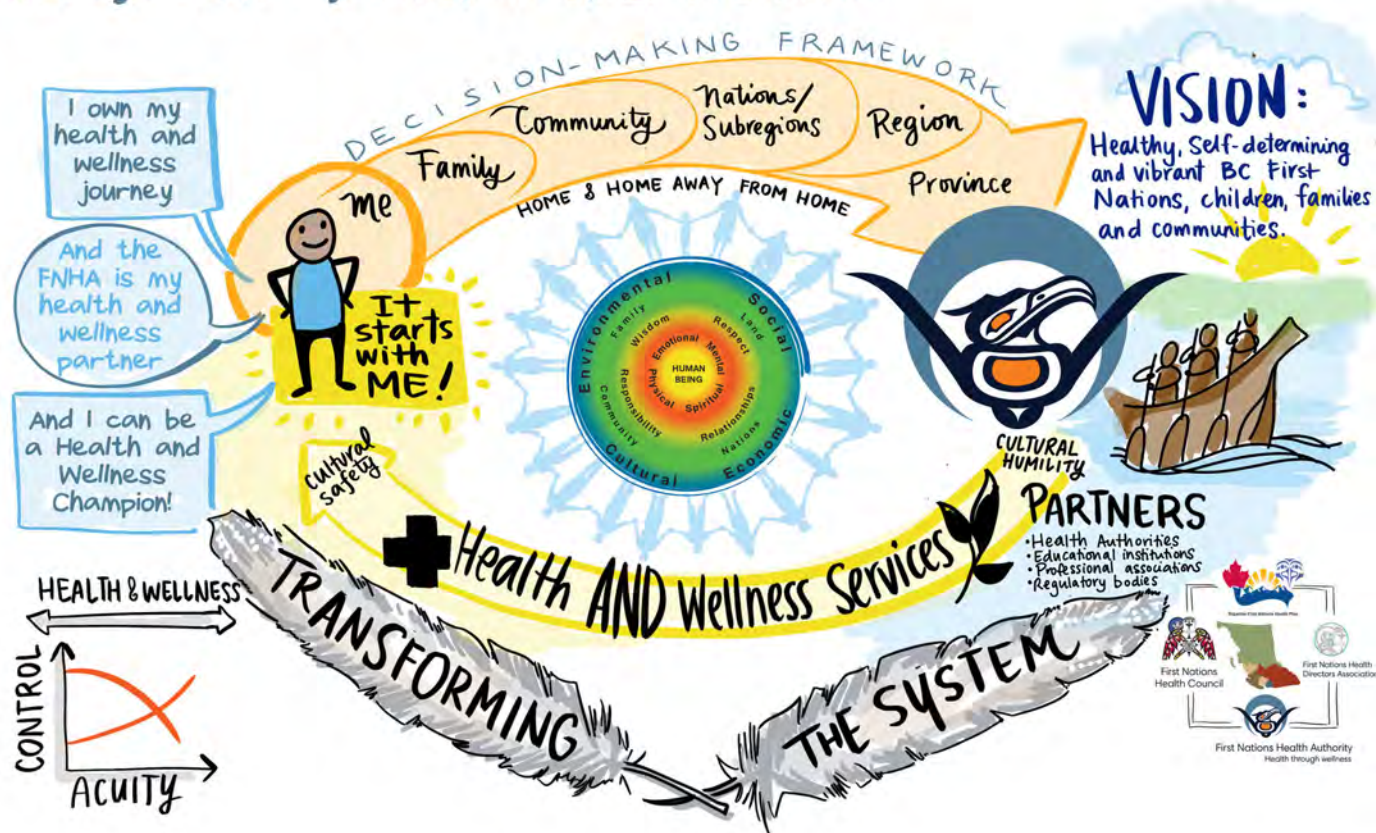 DECISION-MAKING FRAMEWORK
Me
Family
Community
Nations/
Subregions
Region
Province
HOME & HOME AWAY FROM HOME
I own my
health and
wellness
journey
And the
FNHA is my
health and
wellness
partner
And I can be
a Health and
Wellness
Champion!
It
starts
with
ME!
Environmental
Social
Economic
Cultural
Family
Land
Nations
Community
Wisdom
Respect
Relationships
Responsibility
Emotional
Mental
Spiritual
Physical
HUMAN
BEING
VISION:
Healthy, Self-determining
and vibrant BC First
Nations, children, families
and communities.
Cultural
safety
Health AND Wellness Services
CULTURAL
HUMILITY
PARTNERS
•Health Authorities
•Educational institutions
•Professional associations
•Regulatory bodies
TRANSFORMING
THE SYSTEM
HEALTH & WELLNESS
CONTROL
ACUITY
First Nations
Health Council
First Nations Health
Directors Association
First Nations Health Authority
Health through wellness